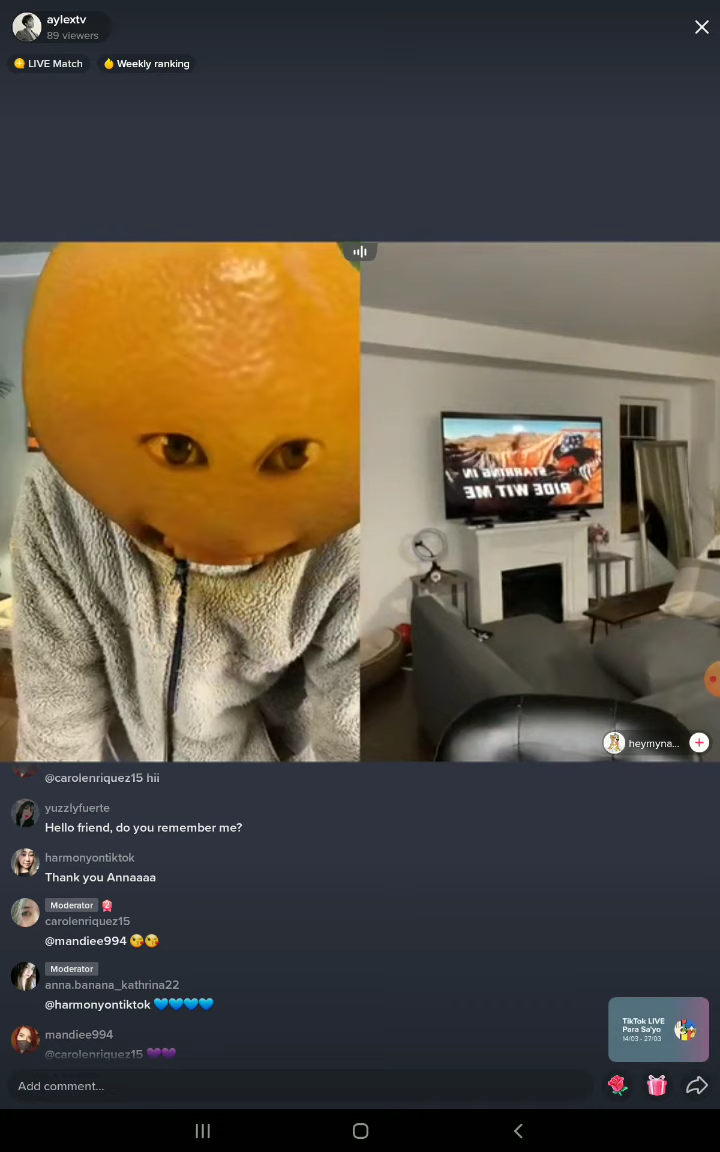 aylextv
89 viewers
LIVE Match
Weekly ranking
STARRING IN
RIDE WIT ME
heymyna...
@carolenriquez15 hii
yuzzlyfuerte
Hello friend, do you remember me?
harmonyontiktok
Thank you Annaaaa
Moderator 2
carolenriquez15
@mandiee994 😘😘
Moderator
anna.banana_kathrina22
@harmonyontiktok 💙💙💙💙
mandiee994
@carolenriquez15 💜💜
TikTok LIVE
Para Sa'yo
14/03 - 27/03
Add comment...